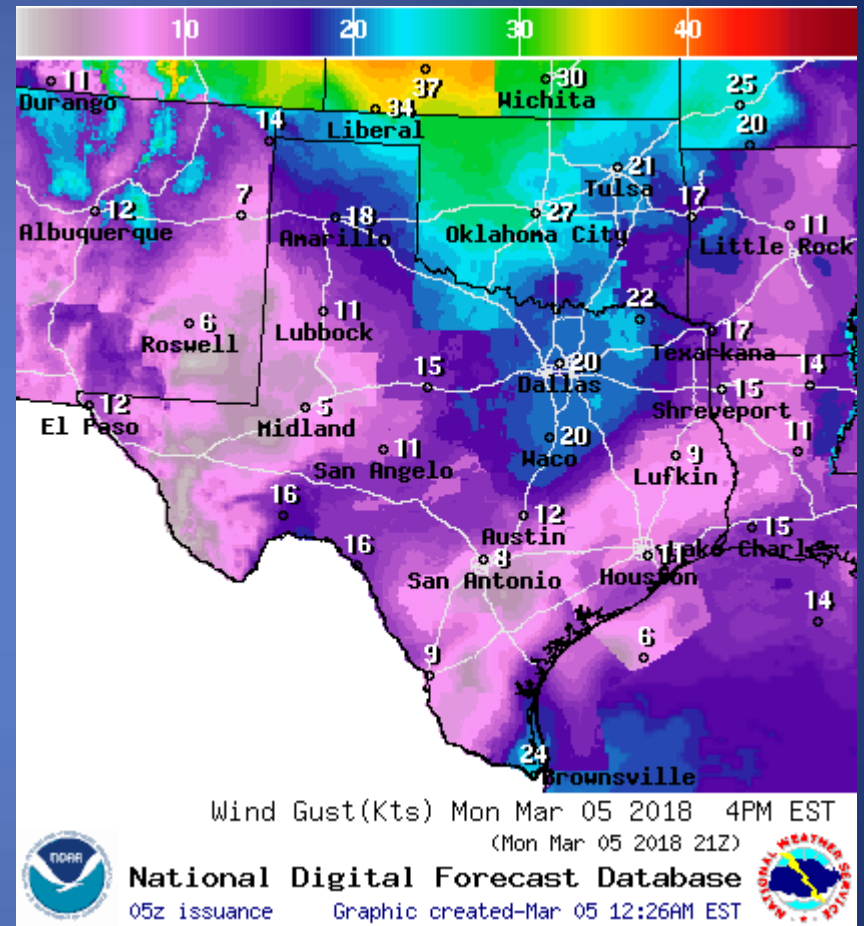 10 20 30 40
11 37 30 25
Durango Wichita
34
Liberal
14 20
21
Tulsa
12 7 18 27 17 11
Albuquerque Amarillo Oklahoma City Little Rock
6 11 22
Roswell Lubbock
17
Texarkana
15 20 14
Dallas 15
Shreveport
12 5
El Paso Midland
20 11
11 Waco 9
San Angelo Lufkin
16 12 15
Austin
16 8 11 Lake Charles
San Antonio Houston
14
6
9
24
Brownsville
Wind Gust(Kts) Mon Mar 05 2018 4PM EST
(Mon Mar 05 2018 21Z)
NOAA
NATIONAL WEATHER SERVICE
National Digital Forecast Database
05z issuance Graphic created-Mar 05 12:26AM EST